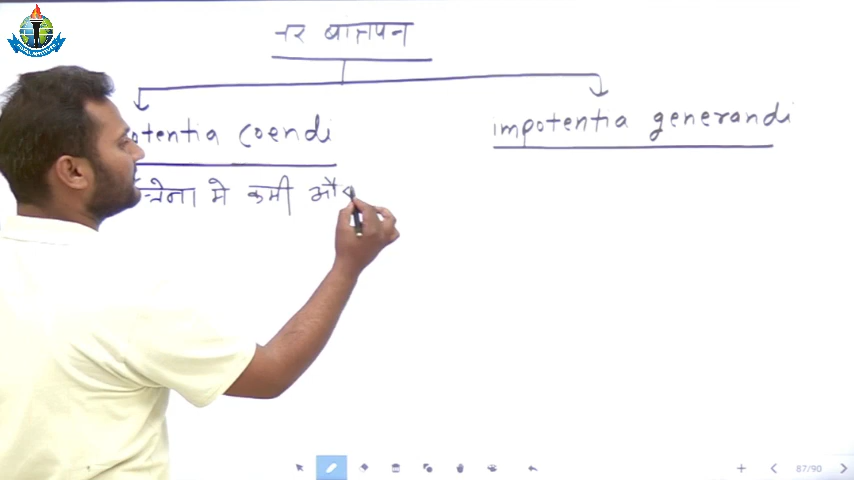 नर बांझपन
otentia coendi
impotentia generandi
मे कमी औ
87/90